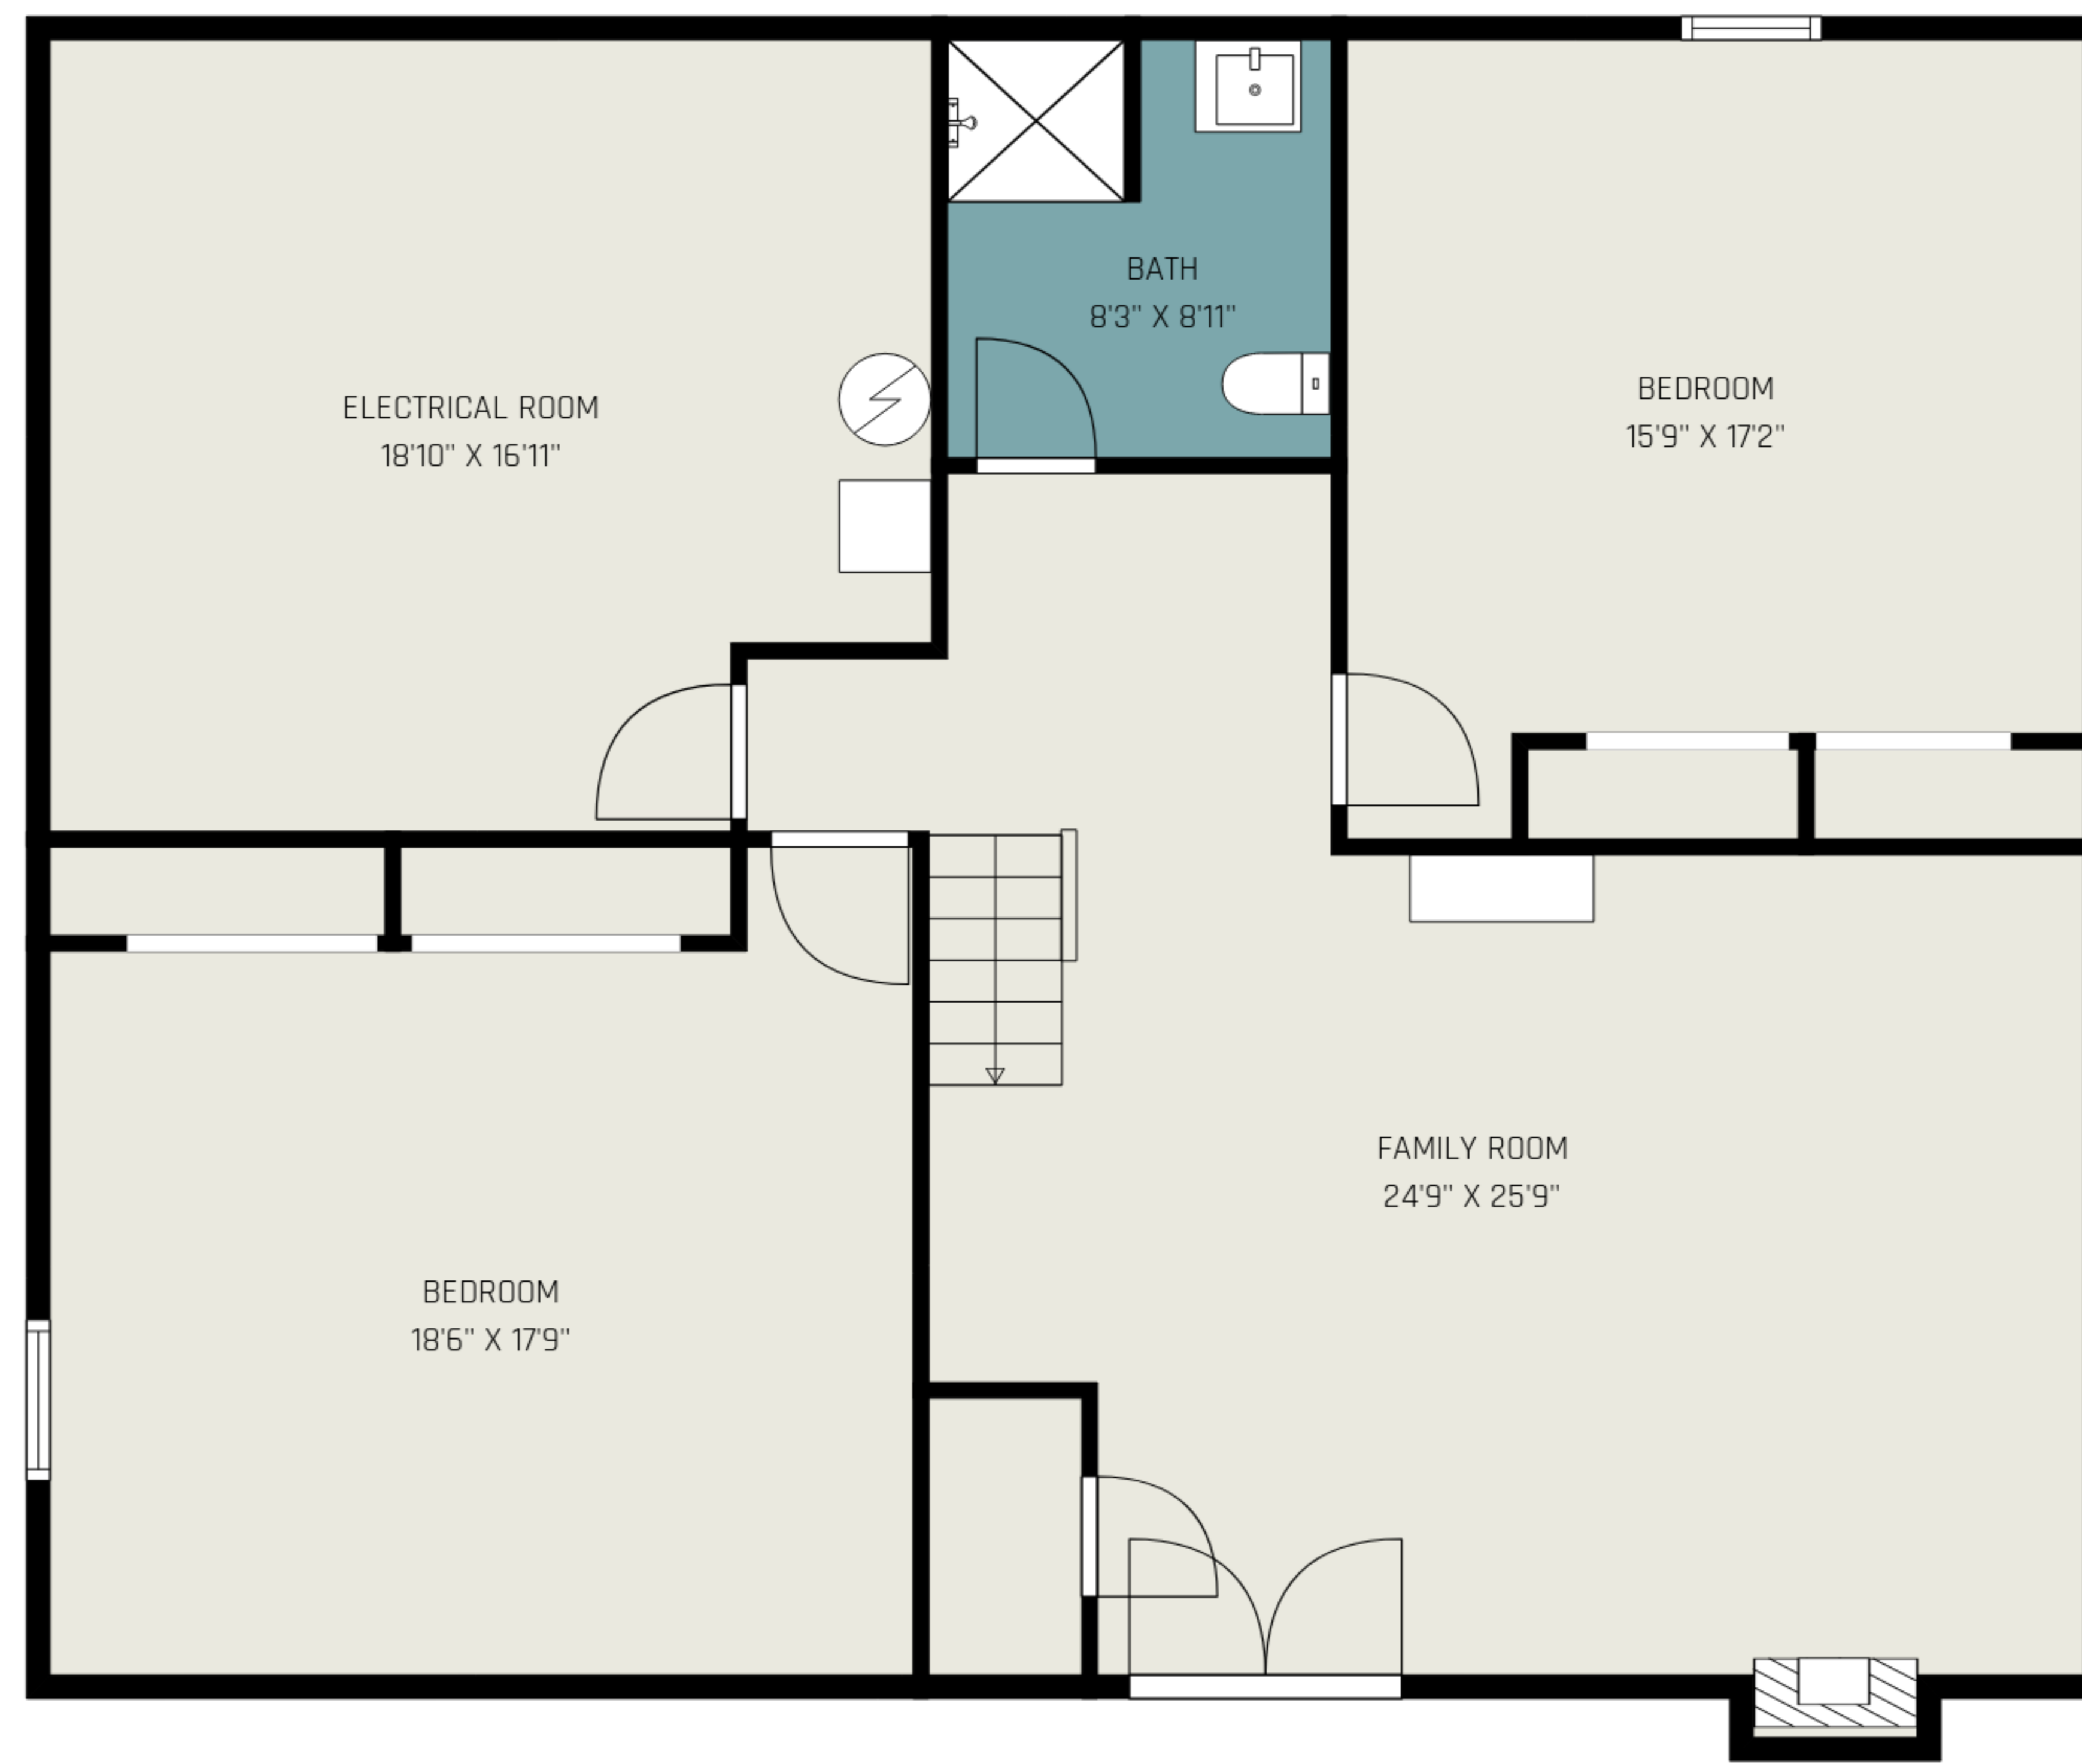 BATH
8'3" X 8'11"
ELECTRICAL ROOM
18'10" X 16'11"
BEDROOM
15'9" X 17'2"
FAMILY ROOM
24'9" X 25'9"
BEDROOM
18'6" X 17'9"